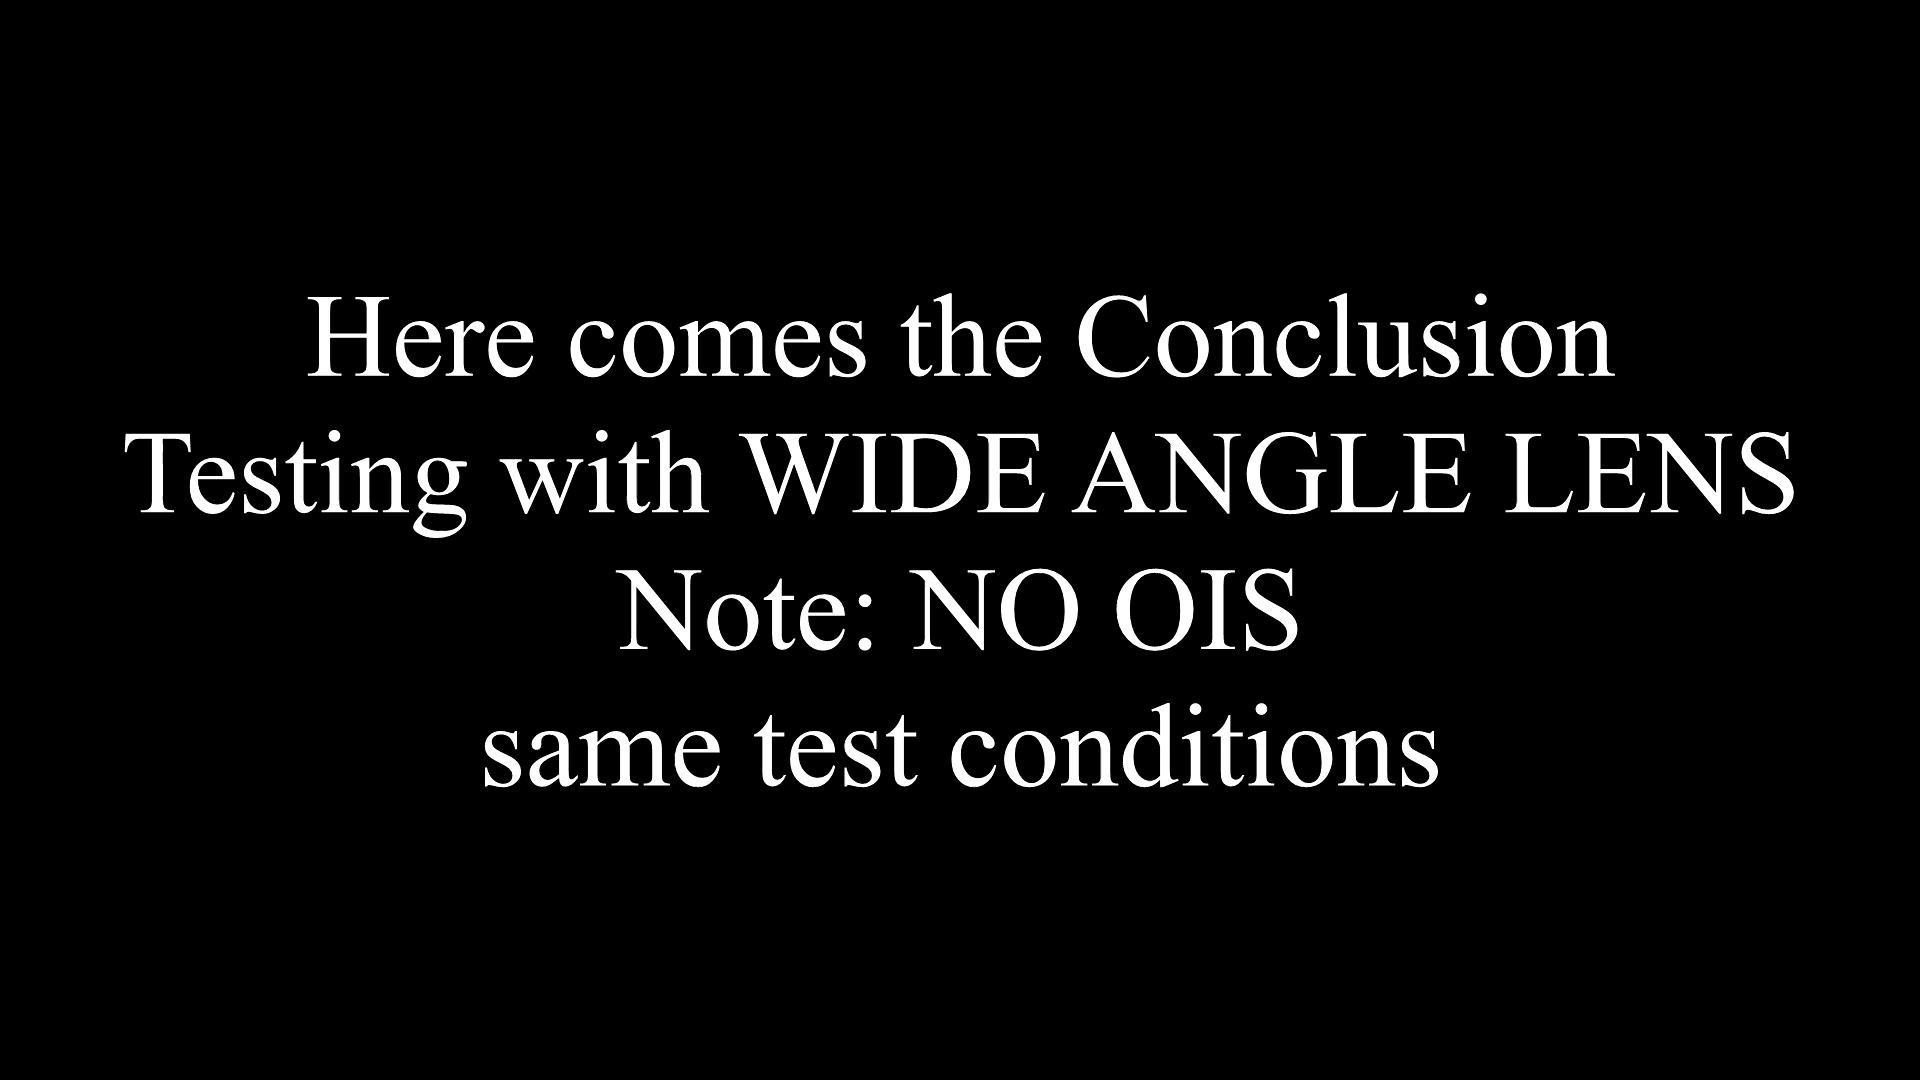 Here comes the Conclusion
Testing with WIDE ANGLE LENS
Note: NO OIS
same test conditions